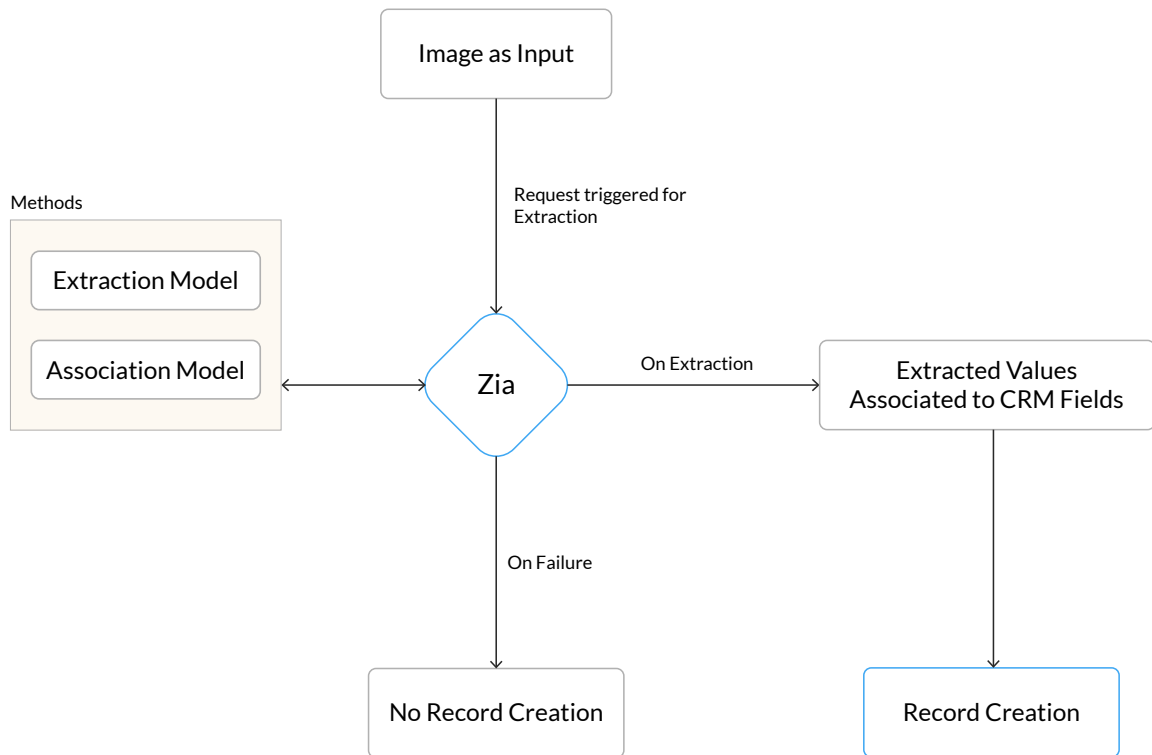 Image as Input
Request triggered for
Extraction
Methods
Extraction Model
Association Model
Zia
On Extraction
Extracted Values
Associated to CRM Fields
On Failure
No Record Creation
Record Creation